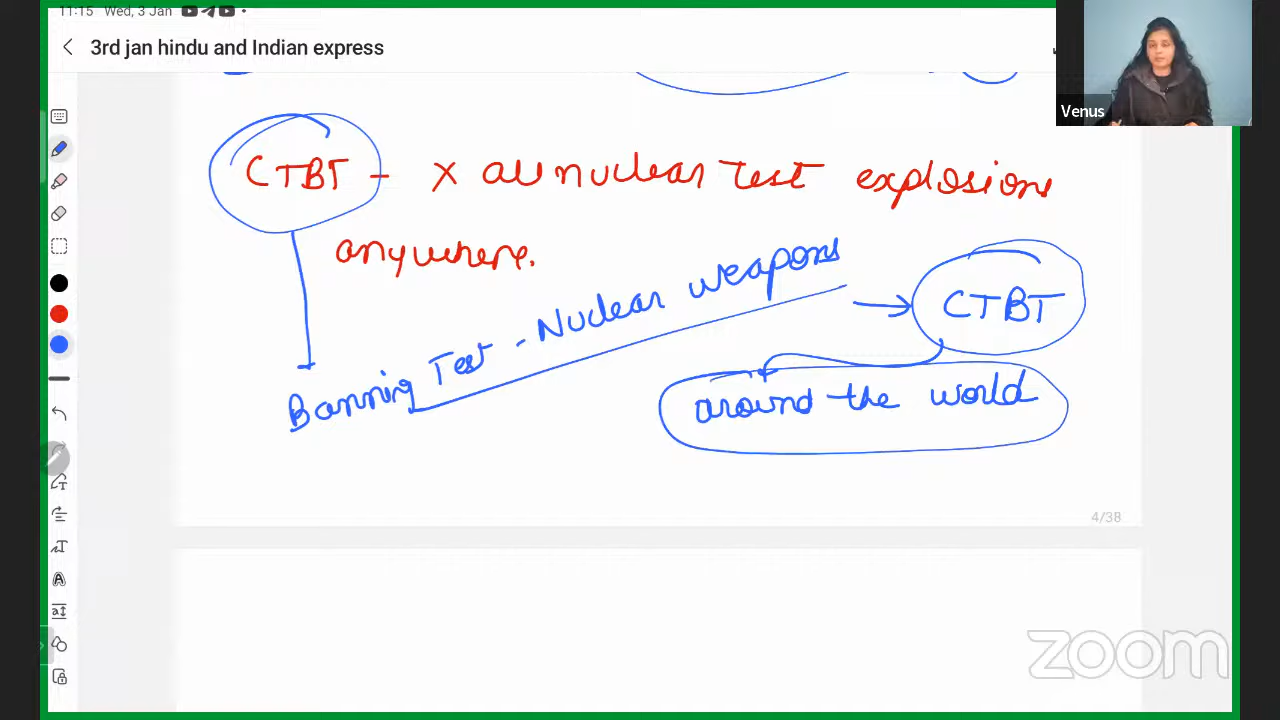 11:15 Wed, 3 Jan
3rd jan hindu and Indian express
Venus
CTBT - X all nuclear test explosions
anywhere.
Banning Test - Nuclear weapons → CTBT
around the world
4/38
zoom